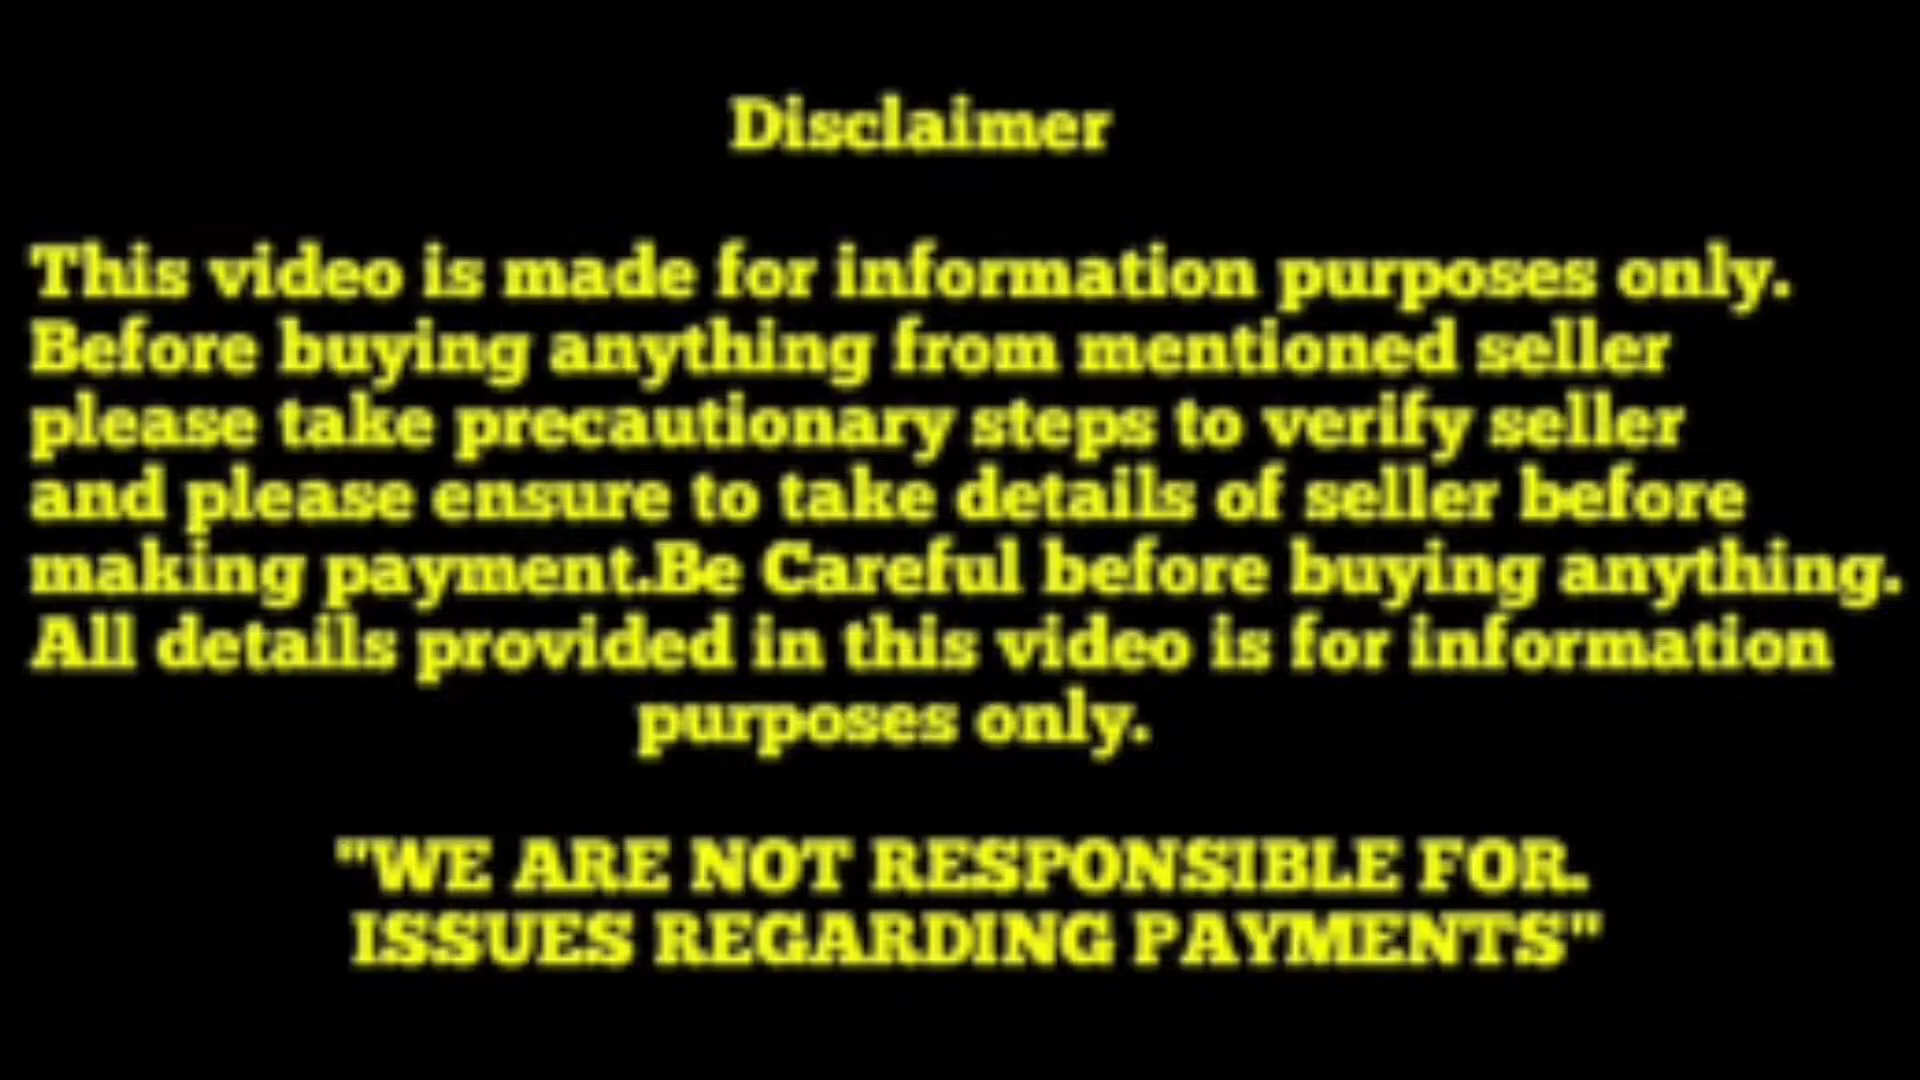 Disclaimer
This video is made for information purposes only.
Before buying anything from mentioned seller
please take precautionary steps to verify seller
and please ensure to take details of seller before
making payment.Be Careful before buying anything.
All details provided in this video is for information
purposes only.
"WE ARE NOT RESPONSIBLE FOR.
ISSUES REGARDING PAYMENTS"